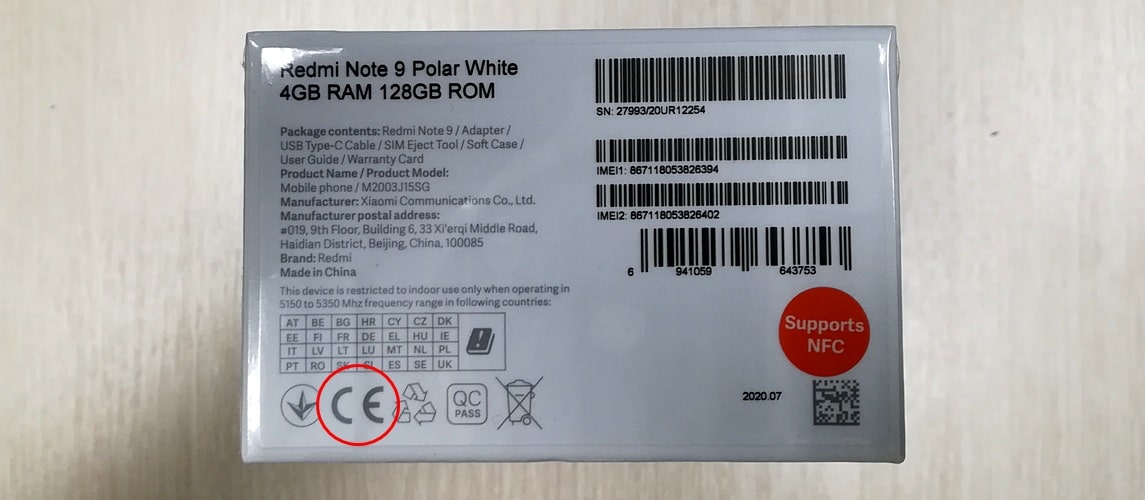 Redmi Note 9 Polar White
4GB RAM 128GB ROM
Package contents: Redmi Note 9 / Adapter /
USB Type-C Cable / SIM Eject Tool / Soft Case /
User Guide / Warranty Card
Product Name / Product Model:
Mobile phone / M2003J15SG
Manufacturer: Xiaomi Communications Co., Ltd.
Manufacturer postal address:
#019, 9th Floor, Building 6, 33 Xi'erqi Middle Road,
Haidian District, Beijing, China, 100085
Brand: Redmi
Made in China
This device is restricted to indoor use only when operating in
5150 to 5350 Mhz frequency range in following countries:
AT BE BG HR CY CZ DK
EE FI FR DE EL HU IE
IT LV LT LU MT NL PL
PT RO SK SI ES SE UK
CE
QC
PASS
SN: 27993/20UR12254
IMEI1: 867118053826394
IMEI2: 867118053826402
6 941059 643753
Supports
NFC
2020.07